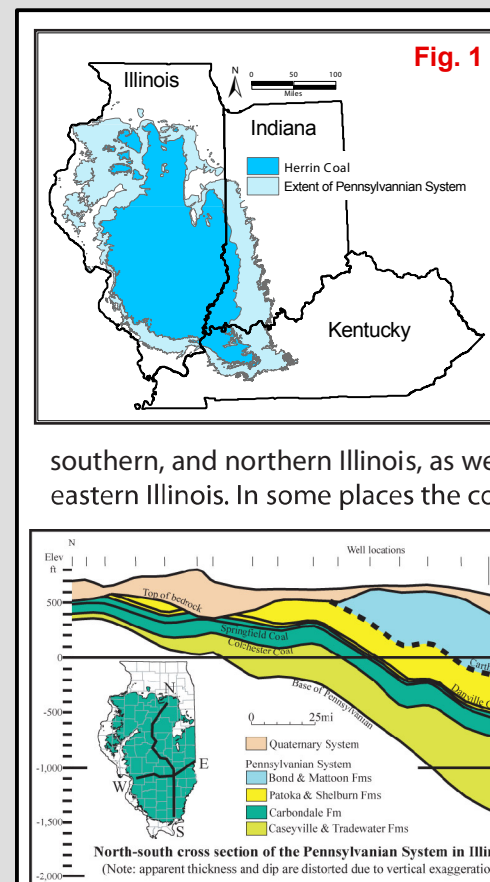 Fig. 1
N
0 50 100
Miles
Illinois
Indiana
Herrin Coal
Extent of Pennsylvannian System
Kentucky
southern, and northern Illinois, as we
eastern Illinois. In some places the co
N
Elev
ft
Well locations
Top of bedrock
500
Springfield Coal
Colchester Coal
0
Carth
Base of Pennsylvanian
Danville C
N
0 25mi
Quaternary System
E
Pennsylvanian System
-1,000
Bond & Mattoon Fms
W
Patoka & Shelburn Fms
Carbondale Fm
-1,500
Caseyville & Tradewater Fms
S
North-south cross section of the Pennsylvanian System in Illin
(Note: apparent thickness and dip are distorted due to vertical exaggeratio
-2,000